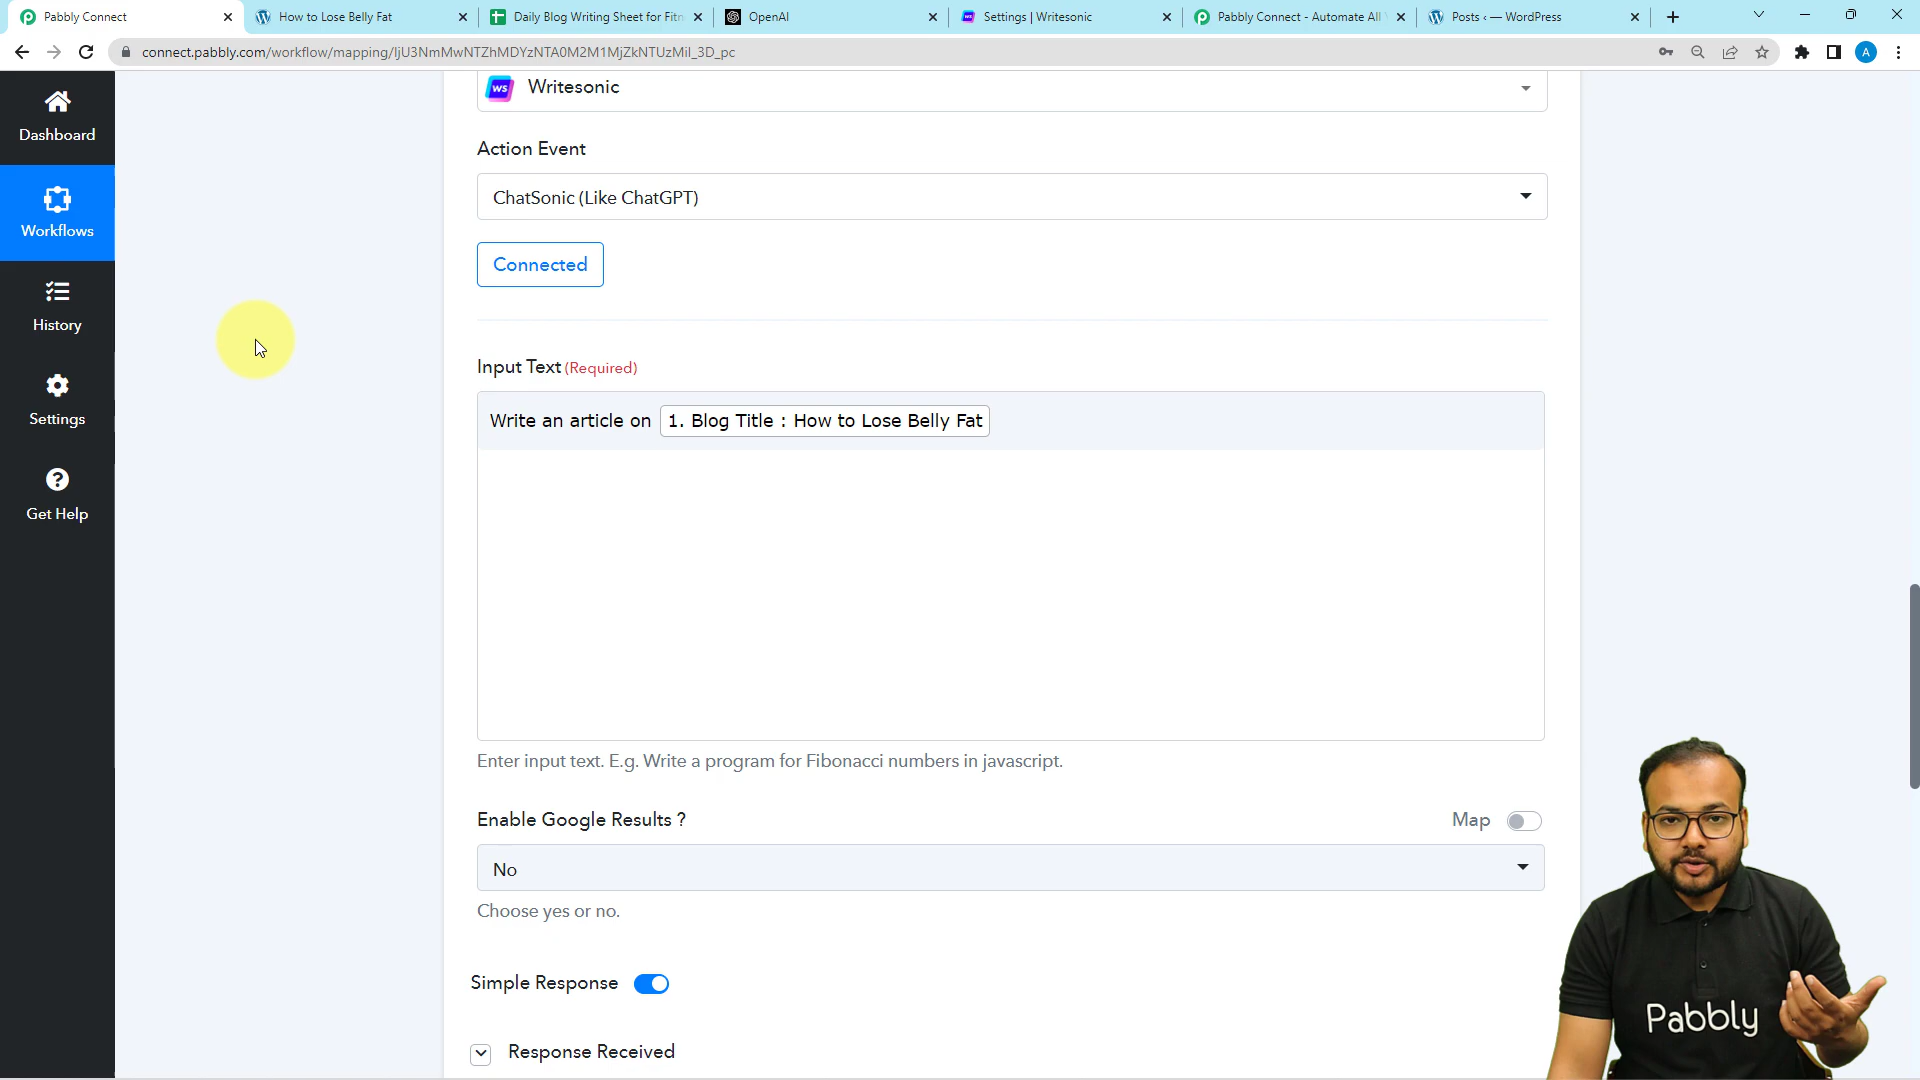 Pabbly Connect
How to Lose Belly Fat
Daily Blog Writing Sheet for Fitn
OpenAI
Settings | Writesonic
Pabbly Connect - Automate All Y
Posts ‹ — WordPress
connect.pabbly.com/workflow/mapping/IjU3NmMwNTZhMDYzNTA0M2M1MjZkNTUzMiI_3D_pc
A
Dashboard
Workflows
History
Settings
Get Help
WS Writesonic
Action Event
ChatSonic (Like ChatGPT)
Connected
Input Text (Required)
Write an article on 1. Blog Title : How to Lose Belly Fat
Enter input text. E.g. Write a program for Fibonacci numbers in javascript.
Enable Google Results ?
Map
No
Choose yes or no.
Simple Response
Response Received
Pabbly